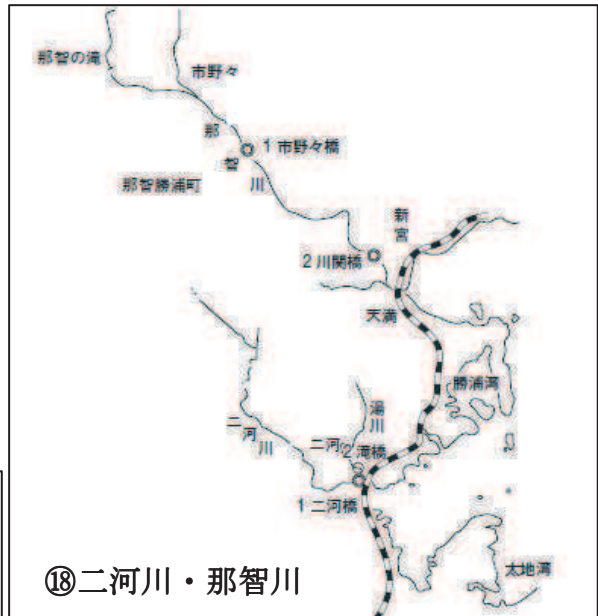 那智の滝
市野々
那智川
1 市野々橋
那智勝浦町
新宮
2 川関橋
天満
勝浦湾
湯川
二河川
二河
2 滝橋
1 二河橋
太地湾
⑱二河川・那智川